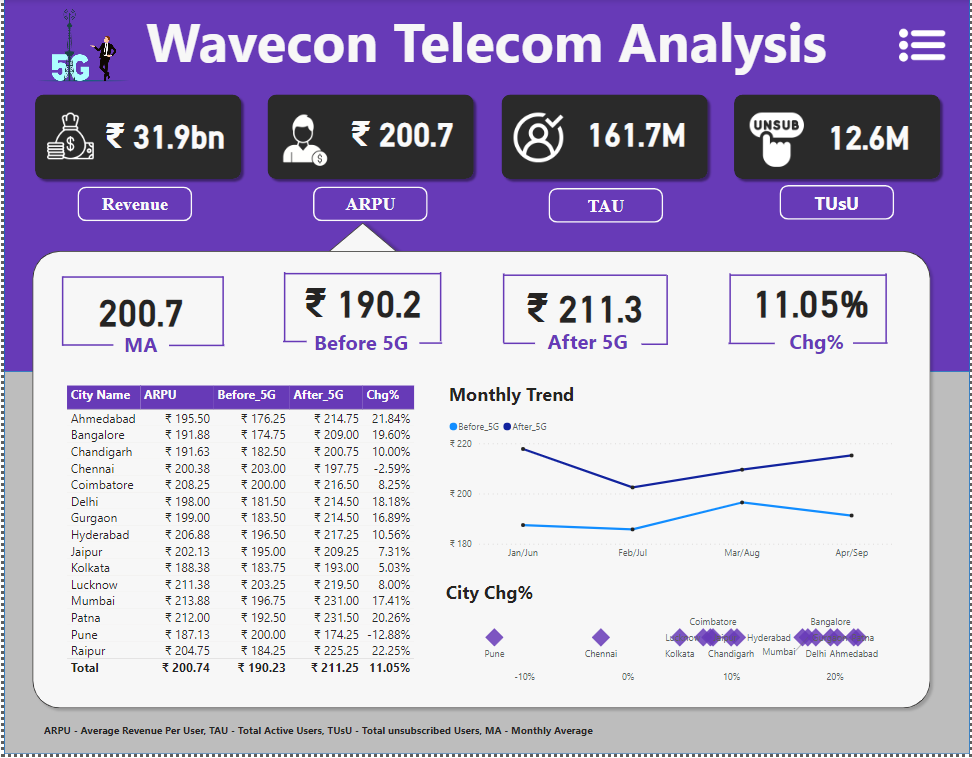 5G
Wavecon Telecom Analysis
₹ 31.9bn
₹ 200.7
161.7M
UNSUB
12.6M
Revenue
ARPU
TAU
TUsU
200.7
MA
₹ 190.2
Before 5G
₹ 211.3
After 5G
11.05%
Chg%
City Name ARPU Before_5G After_5G Chg%
Ahmedabad ₹ 195.50 ₹ 176.25 ₹ 214.75 21.84%
Bangalore ₹ 191.88 ₹ 174.75 ₹ 209.00 19.60%
Chandigarh ₹ 191.63 ₹ 182.50 ₹ 200.75 10.00%
Chennai ₹ 200.38 ₹ 203.00 ₹ 197.75 -2.59%
Coimbatore ₹ 208.25 ₹ 200.00 ₹ 216.50 8.25%
Delhi ₹ 198.00 ₹ 181.50 ₹ 214.50 18.18%
Gurgaon ₹ 199.00 ₹ 183.50 ₹ 214.50 16.89%
Hyderabad ₹ 206.88 ₹ 196.50 ₹ 217.25 10.56%
Jaipur ₹ 202.13 ₹ 195.00 ₹ 209.25 7.31%
Kolkata ₹ 188.38 ₹ 183.75 ₹ 193.00 5.03%
Lucknow ₹ 211.38 ₹ 203.25 ₹ 219.50 8.00%
Mumbai ₹ 213.88 ₹ 196.75 ₹ 231.00 17.41%
Patna ₹ 212.00 ₹ 192.50 ₹ 231.50 20.26%
Pune ₹ 187.13 ₹ 200.00 ₹ 174.25 -12.88%
Raipur ₹ 204.75 ₹ 184.25 ₹ 225.25 22.25%
Total ₹ 200.74 ₹ 190.23 ₹ 211.25 11.05%
Monthly Trend
Before_5G After_5G
₹ 220
₹ 200
₹ 180
Jan/Jun Feb/Jul Mar/Aug Apr/Sep
City Chg%
Coimbatore Bangalore
Hyderabad
Mumbai
Pune Chennai Kolkata Chandigarh Delhi Ahmedabad
-10% 0% 10% 20%
ARPU - Average Revenue Per User, TAU - Total Active Users, TUsU - Total unsubscribed Users, MA - Monthly Average